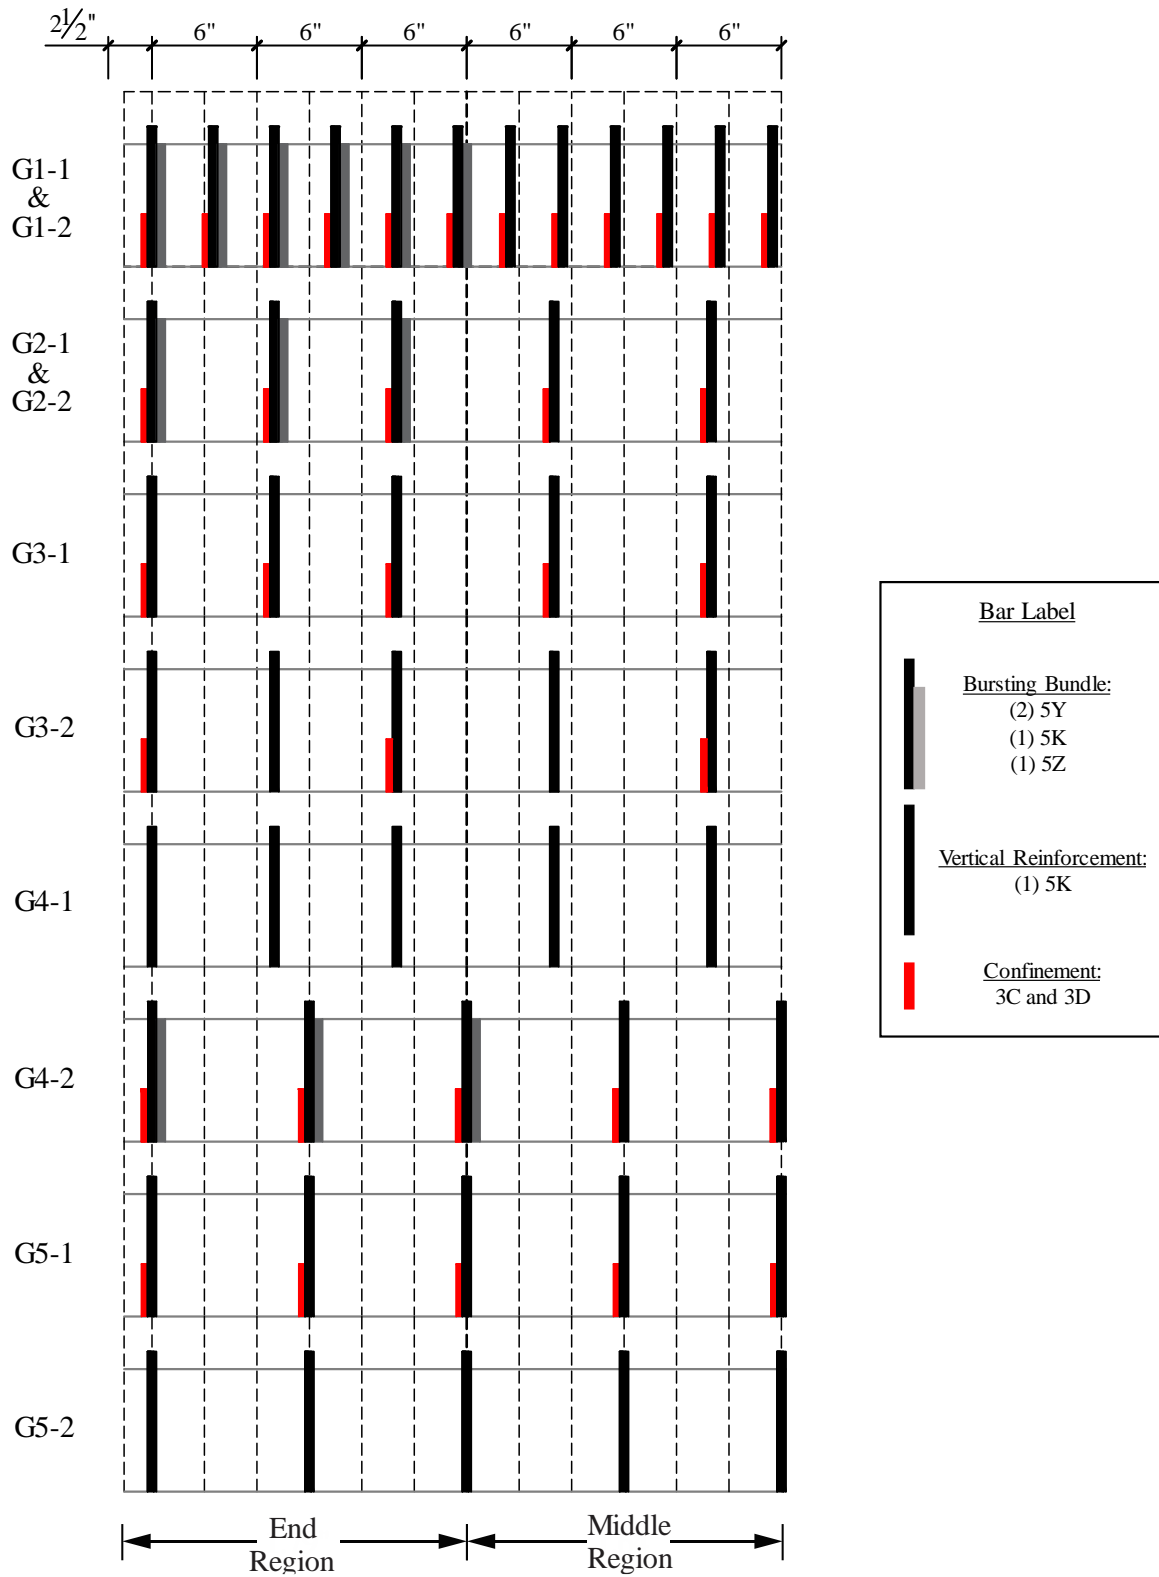 2½"
6" 6" 6" 6" 6" 6"
G1-1
&
G1-2
G2-1
&
G2-2
G3-1
G3-2
G4-1
G4-2
G5-1
G5-2
Bar Label
Bursting Bundle:
(2) 5Y
(1) 5K
(1) 5Z
Vertical Reinforcement:
(1) 5K
Confinement:
3C and 3D
End
Region
Middle
Region